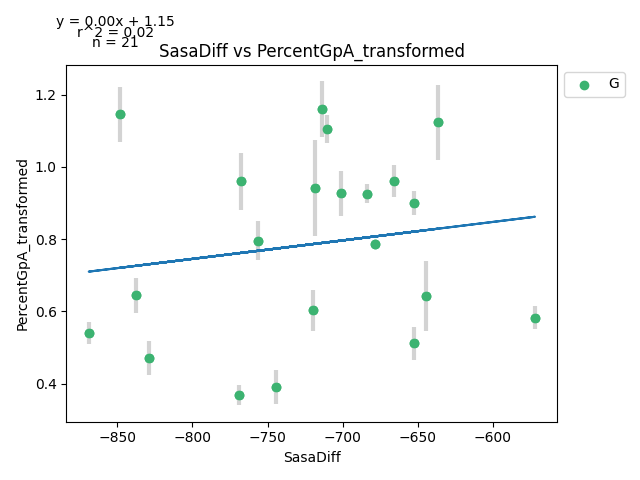 y = 0.00x + 1.15
r^2 = 0.02
n = 21
SasaDiff vs PercentGpA_transformed
G
PercentGpA_transformed
1.2
1.0
0.8
0.6
0.4
−850
−800
−750
−700
−650
−600
SasaDiff